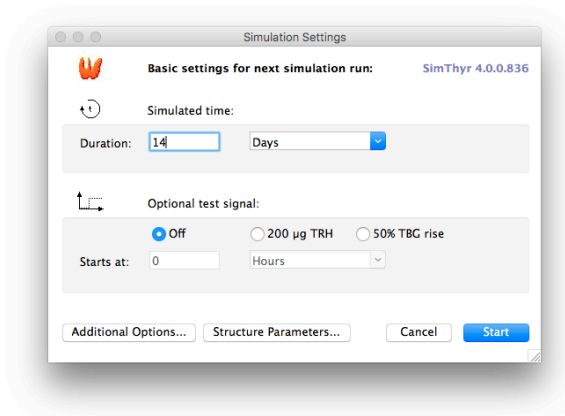 Simulation Settings
Basic settings for next simulation run: SimThyr 4.0.0.836
t
Simulated time:
Duration: 14 Days
Optional test signal:
Off 200 µg TRH 50% TBG rise
Starts at: 0 Hours
Additional Options... Structure Parameters... Cancel Start